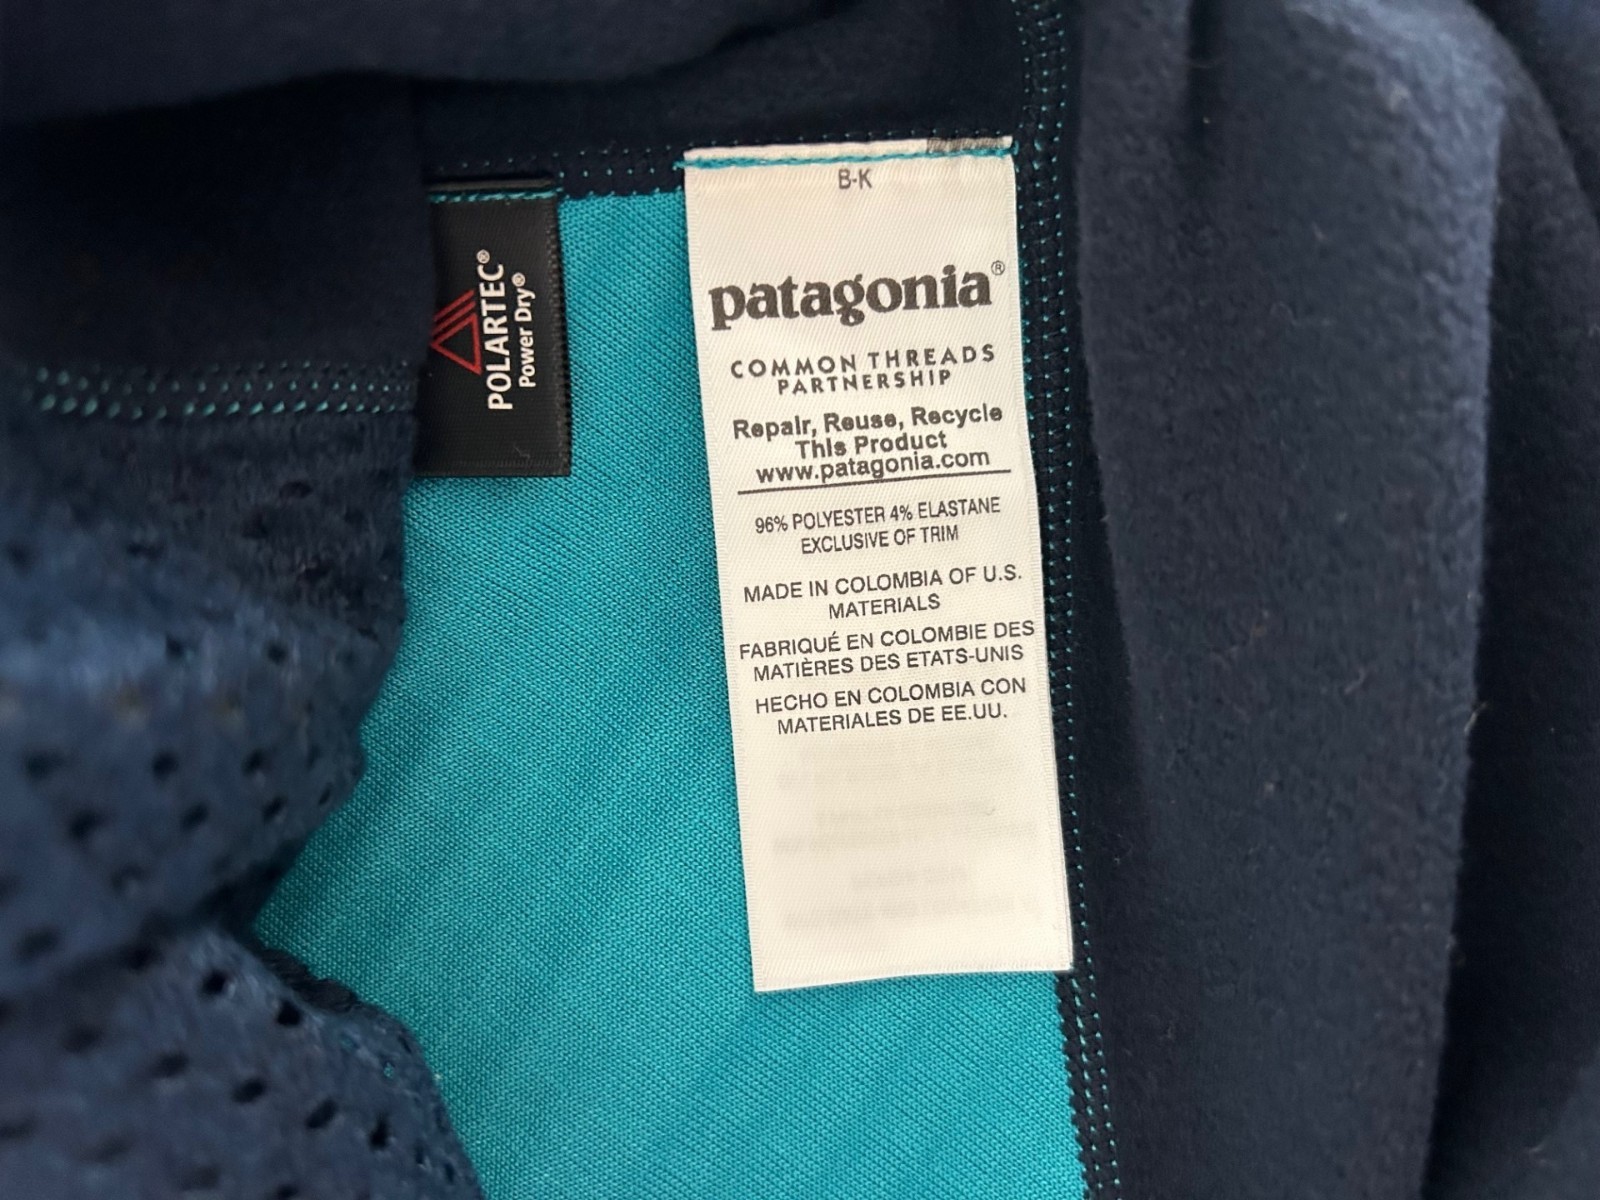 B-K
patagonia®
COMMON THREADS
PARTNERSHIP
Repair, Reuse, Recycle
This Product
www.patagonia.com
96% POLYESTER 4% ELASTANE
EXCLUSIVE OF TRIM
MADE IN COLOMBIA OF U.S.
MATERIALS
FABRIQUÉ EN COLOMBIE DES
MATIÈRES DES ETATS-UNIS
HECHO EN COLOMBIA CON
MATERIALES DE EE.UU.
POLARTEC®
Power Dry®